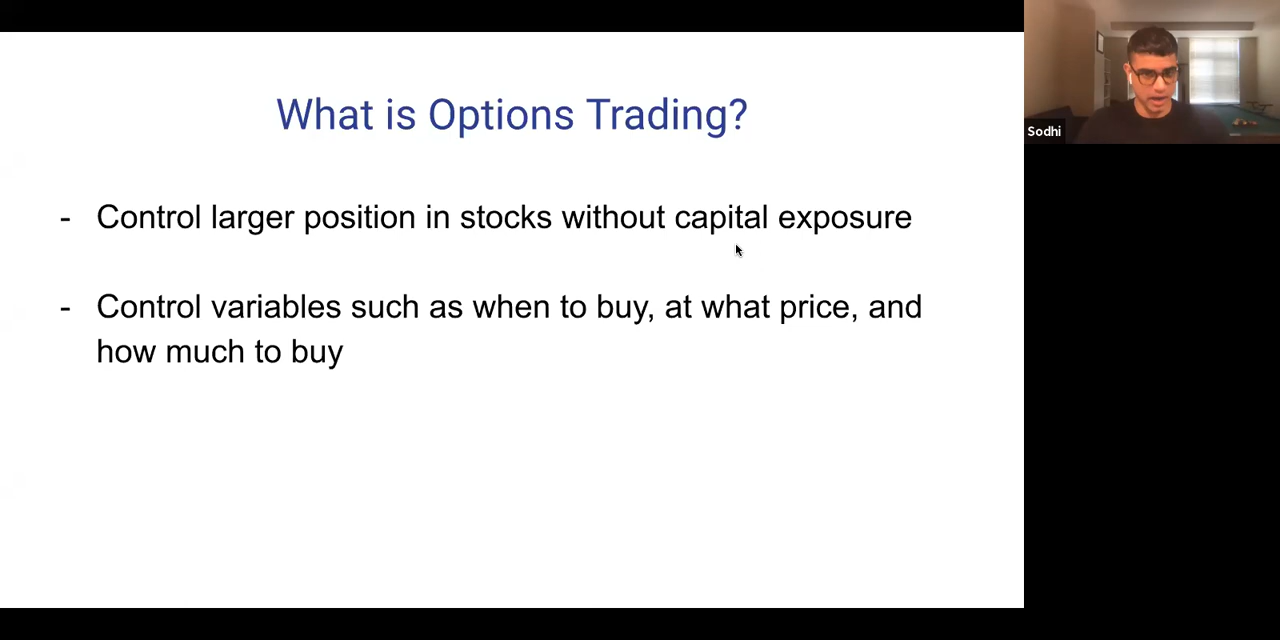 What is Options Trading?
- Control larger position in stocks without capital exposure
- Control variables such as when to buy, at what price, and
how much to buy
Sodhi